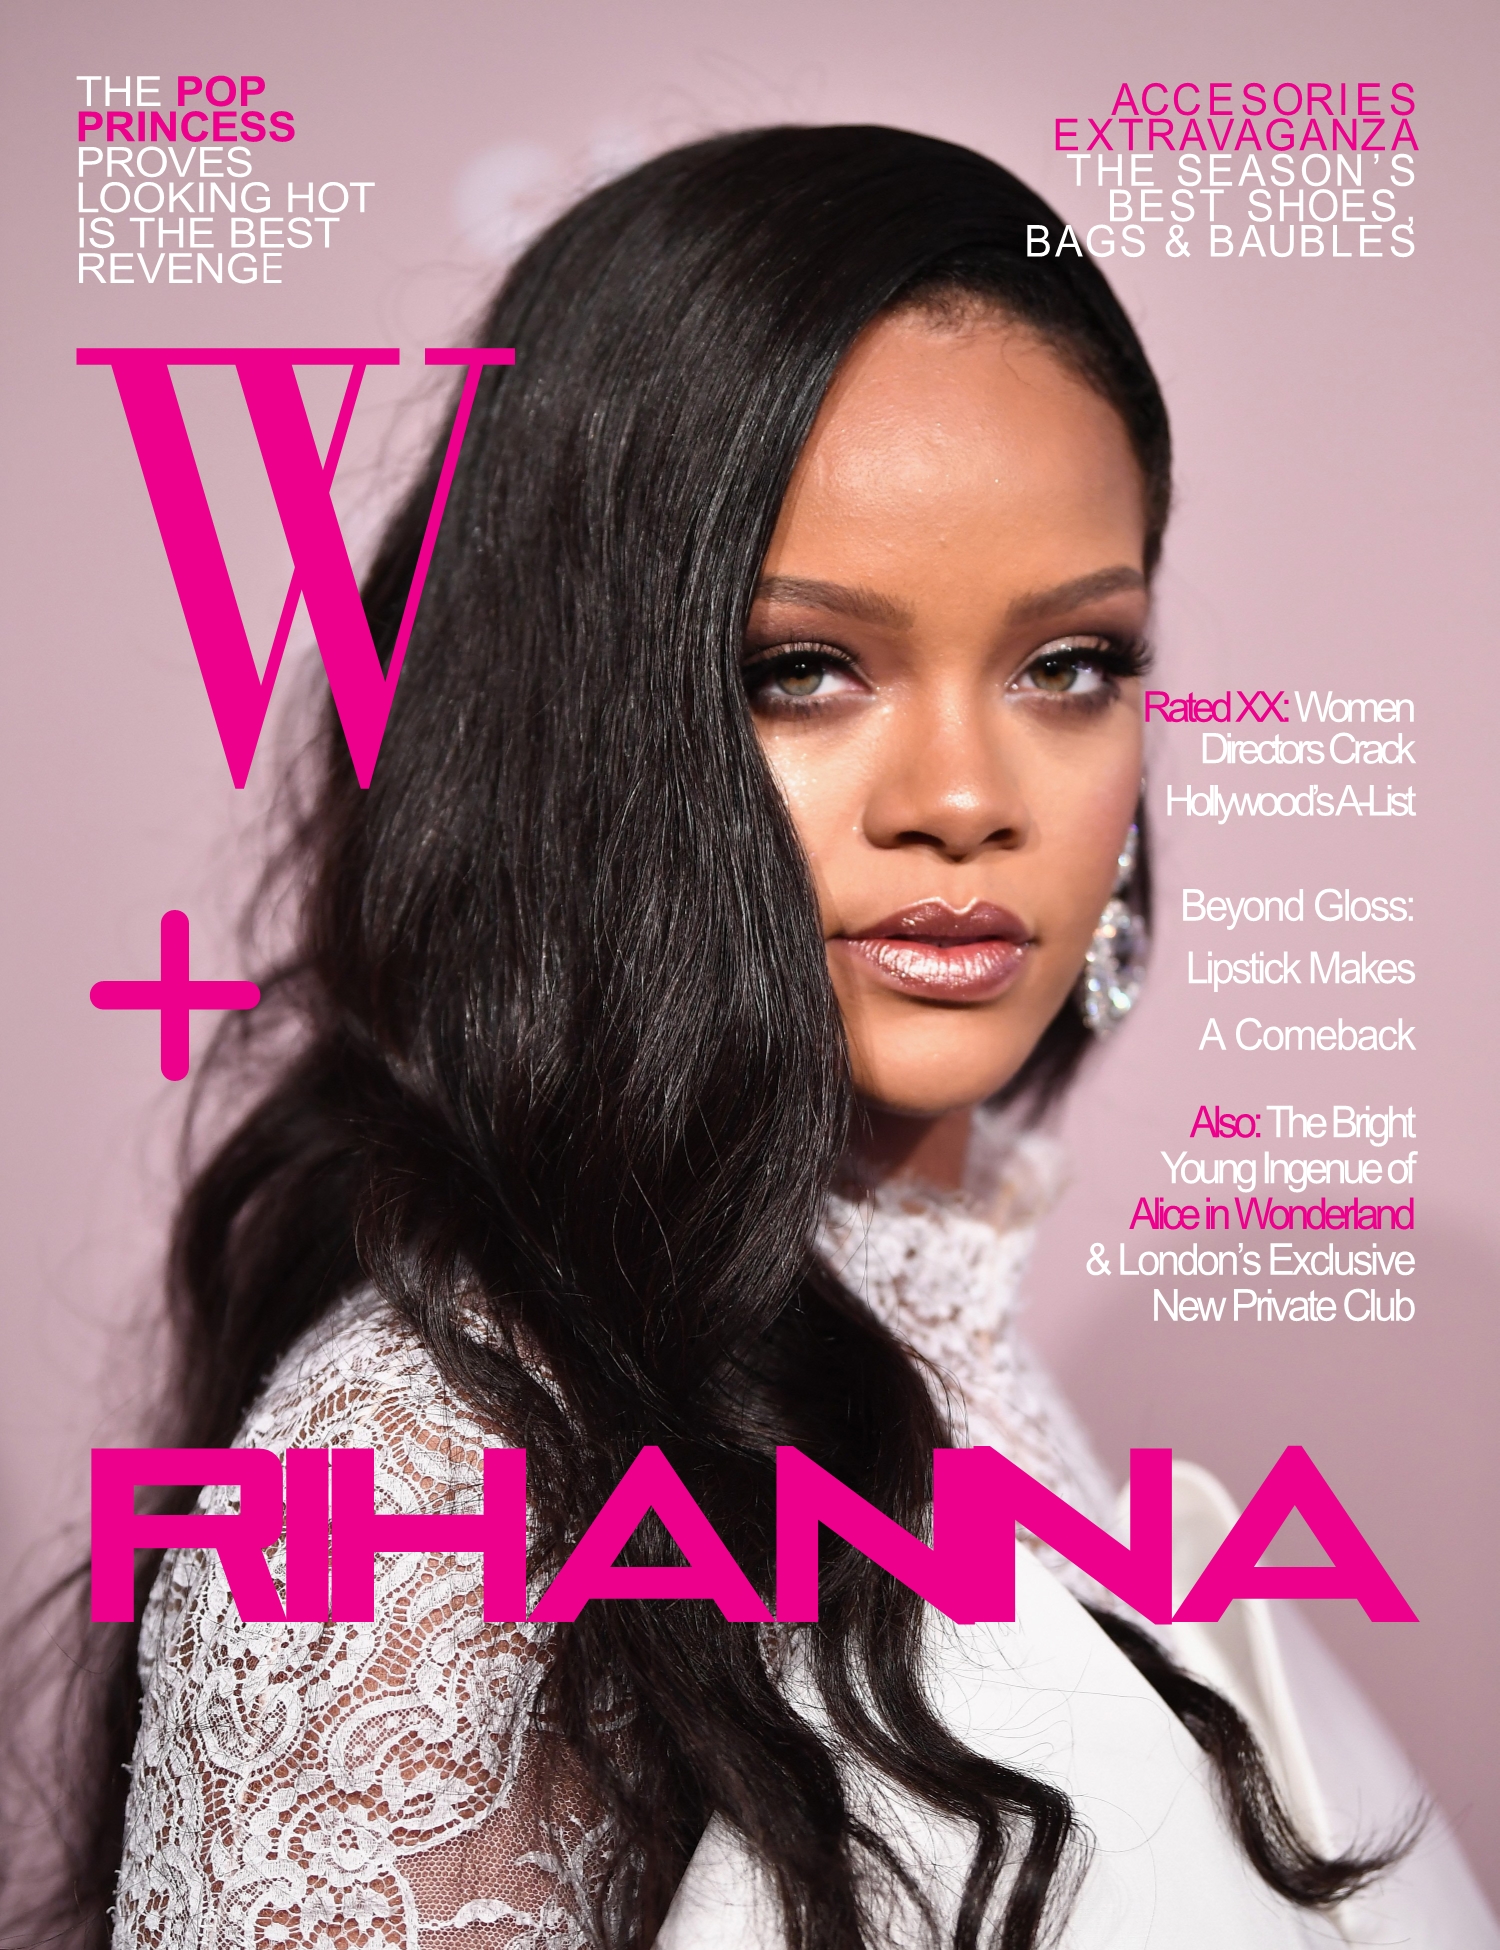 THE POP
PRINCESS
PROVES
LOOKING HOT
IS THE BEST
REVENGE
ACCESORIES
EXTRAVAGANZA
THE SEASON'S
BEST SHOES,
BAGS & BAUBLES
W
+
Rated XX: Women
Directors Crack
Hollywood's A-List
Beyond Gloss:
Lipstick Makes
A Comeback
Also: The Bright
Young Ingenue of
Alice in Wonderland
& London's Exclusive
New Private Club
RIHANNA